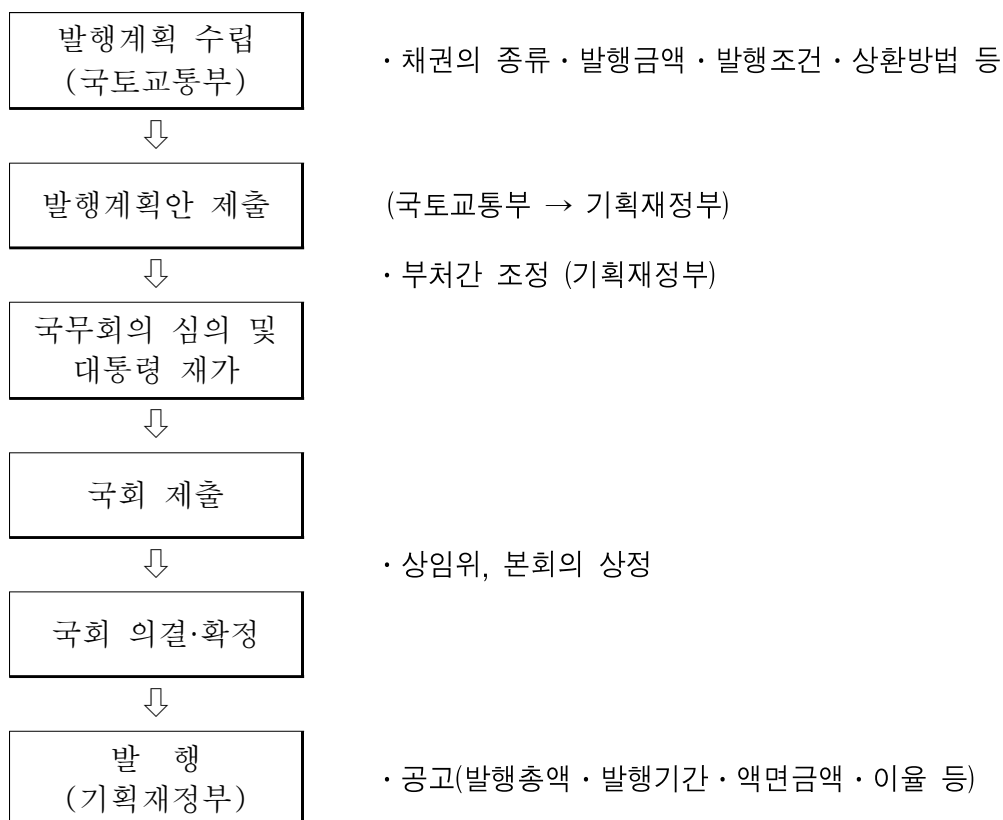 발행계획 수립
(국토교통부)
· 채권의 종류 · 발행금액 · 발행조건 · 상환방법 등
⇩
발행계획안 제출
(국토교통부 → 기획재정부)
⇩
· 부처간 조정 (기획재정부)
국무회의 심의 및
대통령 재가
⇩
국회 제출
⇩
· 상임위, 본회의 상정
국회 의결·확정
⇩
발 행
(기획재정부)
· 공고(발행총액 · 발행기간 · 액면금액 · 이율 등)